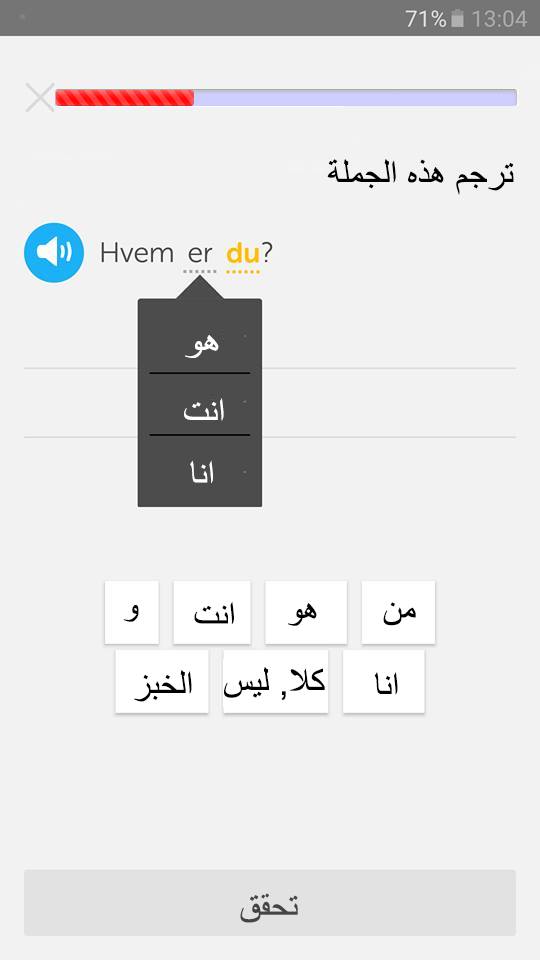 71% 13:04
ترجم هذه الجملة
Hvem er du?
هو
انت
انا
من هو انت و
انا كلا, ليس الخبز
تحقق